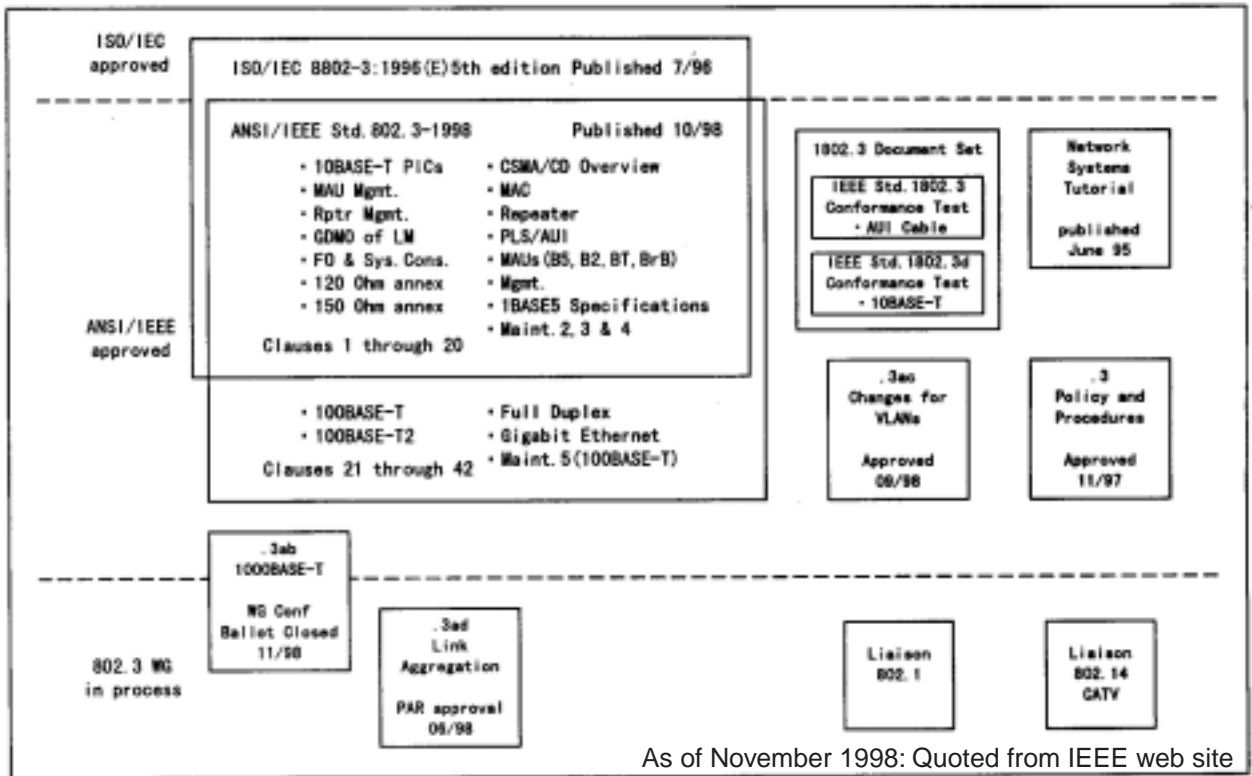 ISO/IEC
approved
ISO/IEC 8802-3:1996(E)5th edition Published 7/96
ANSI/IEEE
approved
ANSI/IEEE Std.802.3-1998 Published 10/98
・10BASE-T PICs
・MAU Mgmt.
・Rptr Mgmt.
・GDMO of LM
・FO & Sys.Cons.
・120 Ohm annex
・150 Ohm annex
・CSMA/CD Overview
・MAC
・Repeater
・PLS/AUI
・MAUs(B5, B2, BT, BrB)
・Mgmt.
・1BASE5 Specifications
・Maint.2,3 & 4
Clauses 1 through 20
・100BASE-T
・100BASE-T2
・Full Duplex
・Gigabit Ethernet
・Maint.5(100BASE-T)
Clauses 21 through 42
1802.3 Document Set
IEEE Std.1802.3
Conformance Test
・AUI Cable
IEEE Std.1802.3d
Conformance Test
・10BASE-T
Network
Systems
Tutorial
published
June 95
.3ac
Changes for
VLANs
Approved
09/98
.3
Policy and
Procedures
Approved
11/97
802.3 WG
in process
.3ab
1000BASE-T
WG Conf
Ballot Closed
11/98
.3ad
Link
Aggregation
PAR approval
06/98
Liaison
802.1
Liaison
802.14
CATV
As of November 1998: Quoted from IEEE web site